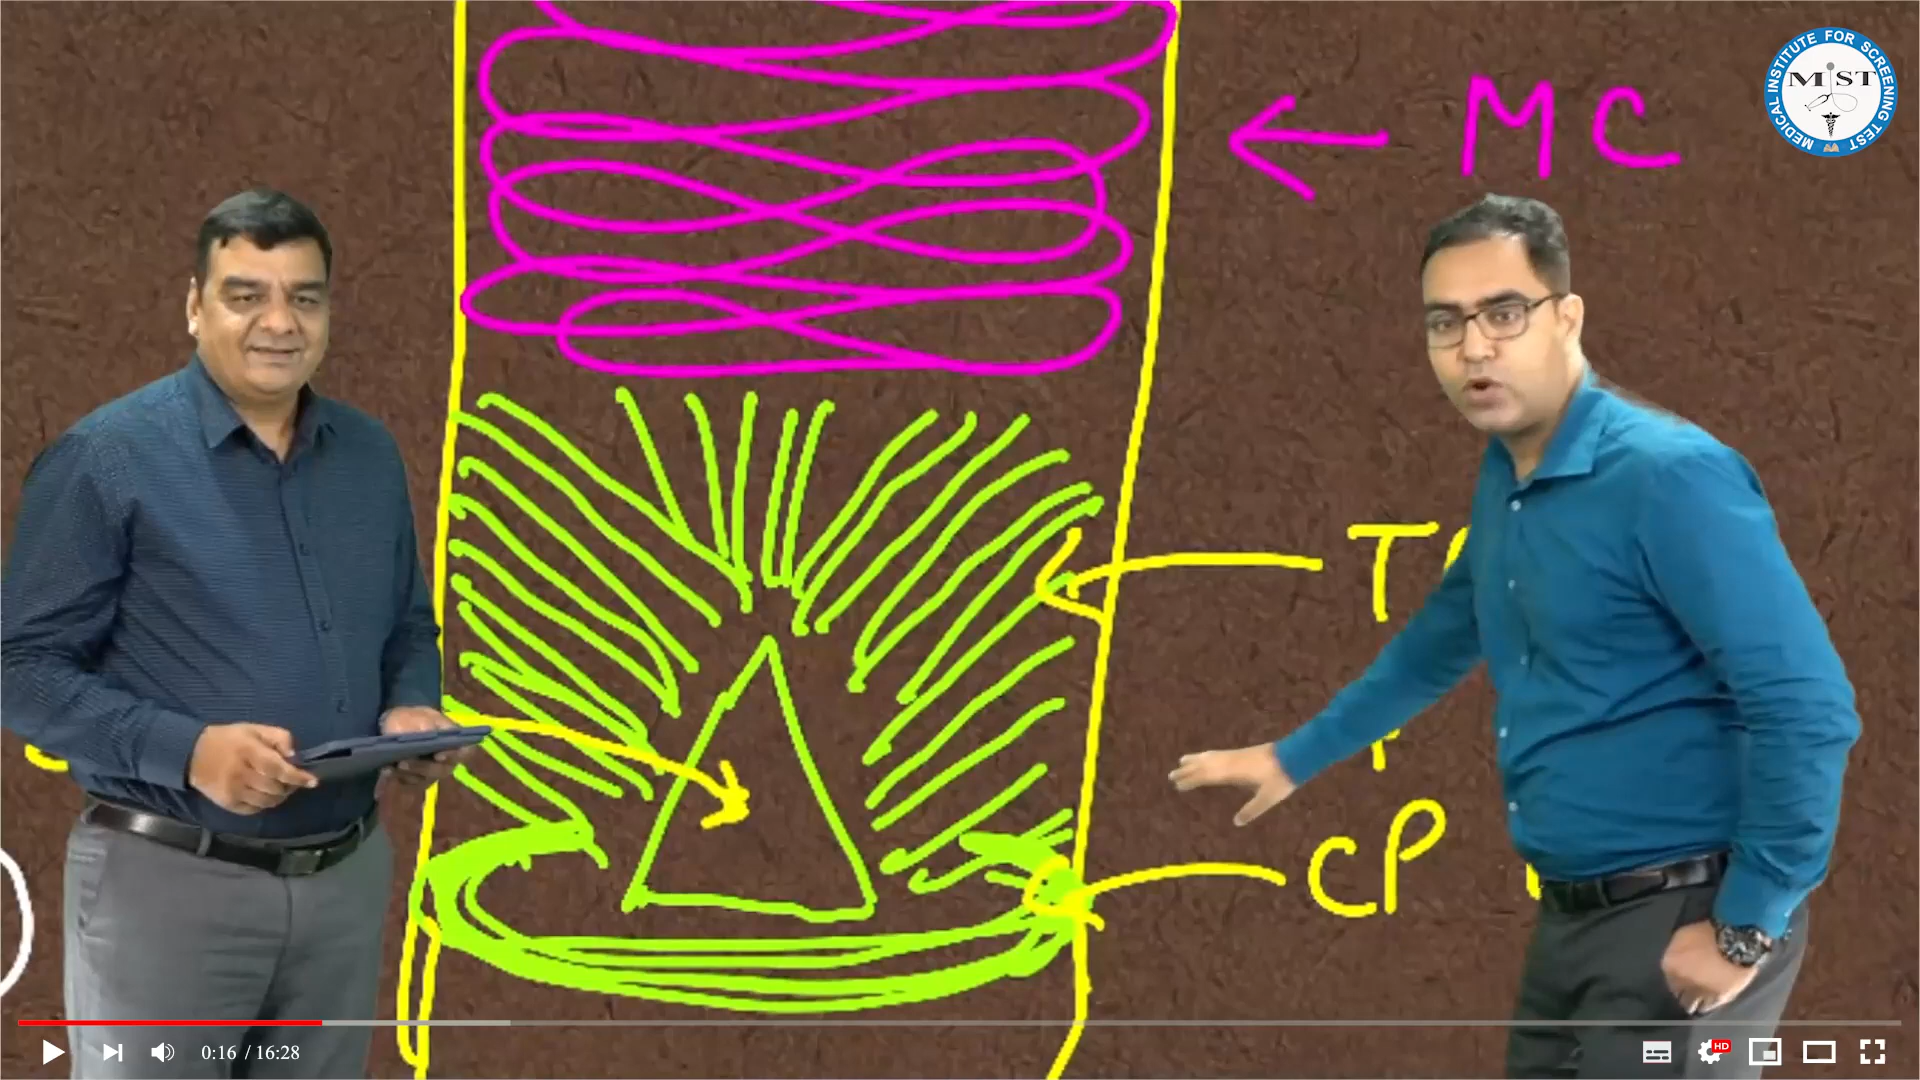 MEDICAL INSTITUTE FOR SCREENING TEST
MIST
← MC
T
CP
0:16 / 16:28
HD